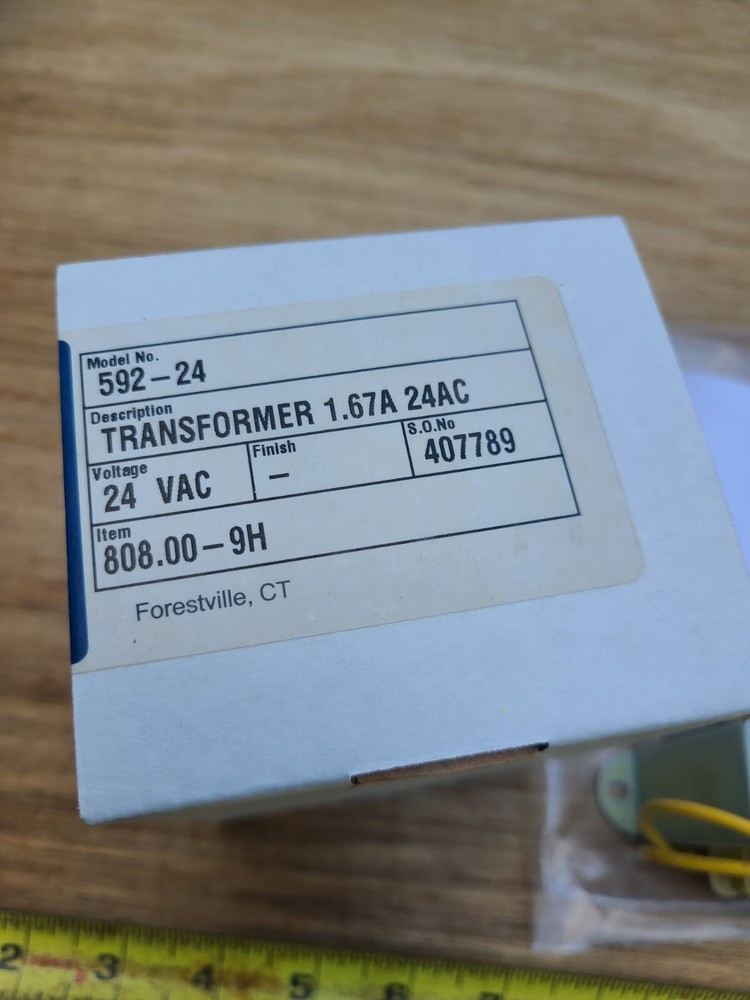 Model No.
592-24
Description
TRANSFORMER 1.67A 24AC
Voltage
24 VAC
Finish
–
S.O.No
407789
Item
808.00-9H
Forestville, CT
2 3 4 5 6 7